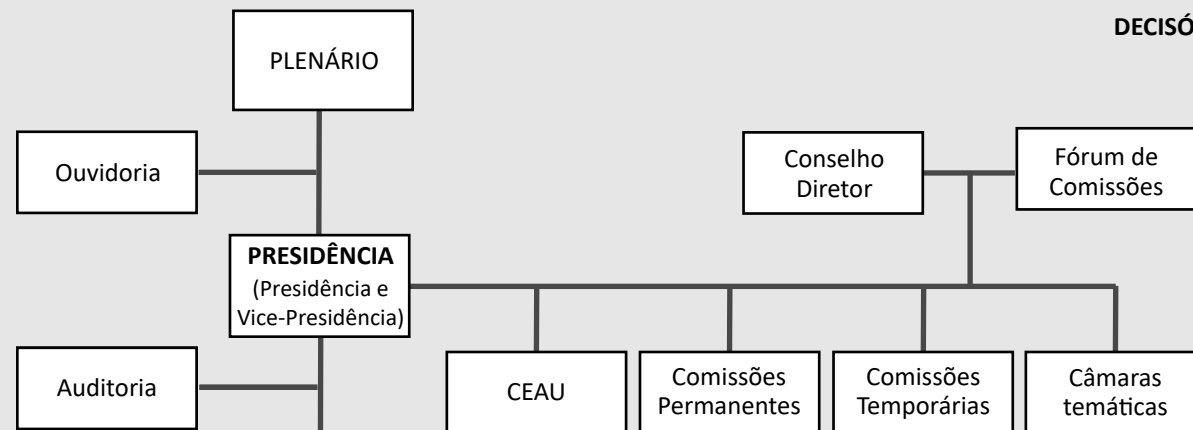 DECISÓ
PLENÁRIO
Ouvidoria
Conselho
Diretor
Fórum de
Comissões
PRESIDÊNCIA
(Presidência e
Vice-Presidência)
Auditoria
CEAU
Comissões
Permanentes
Comissões
Temporárias
Câmaras
temáticas